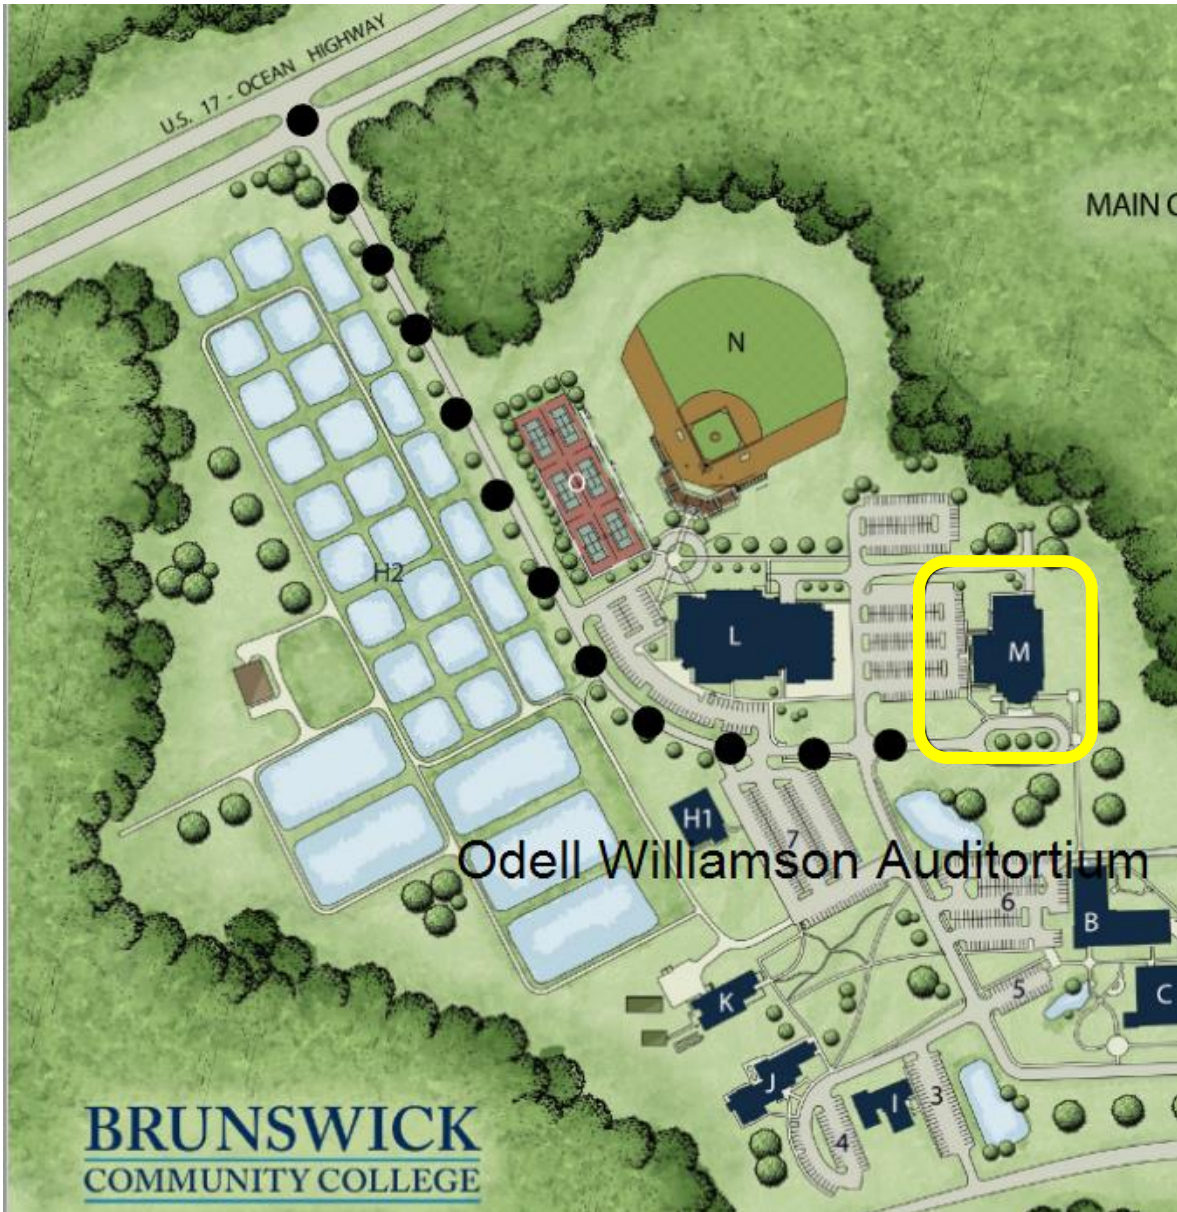 U.S. 17 - OCEAN HIGHWAY
MAIN C
N
O
H2
L
M
H1
7
Odell Williamson Auditortium
6
B
5
C
K
J
I
3
4
BRUNSWICK
COMMUNITY COLLEGE